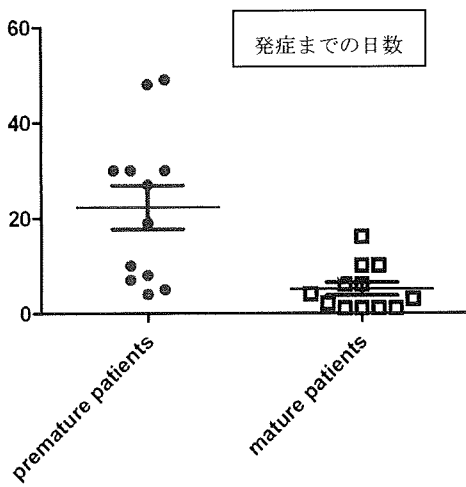 発症までの日数
60
40
20
0
premature patients
mature patients